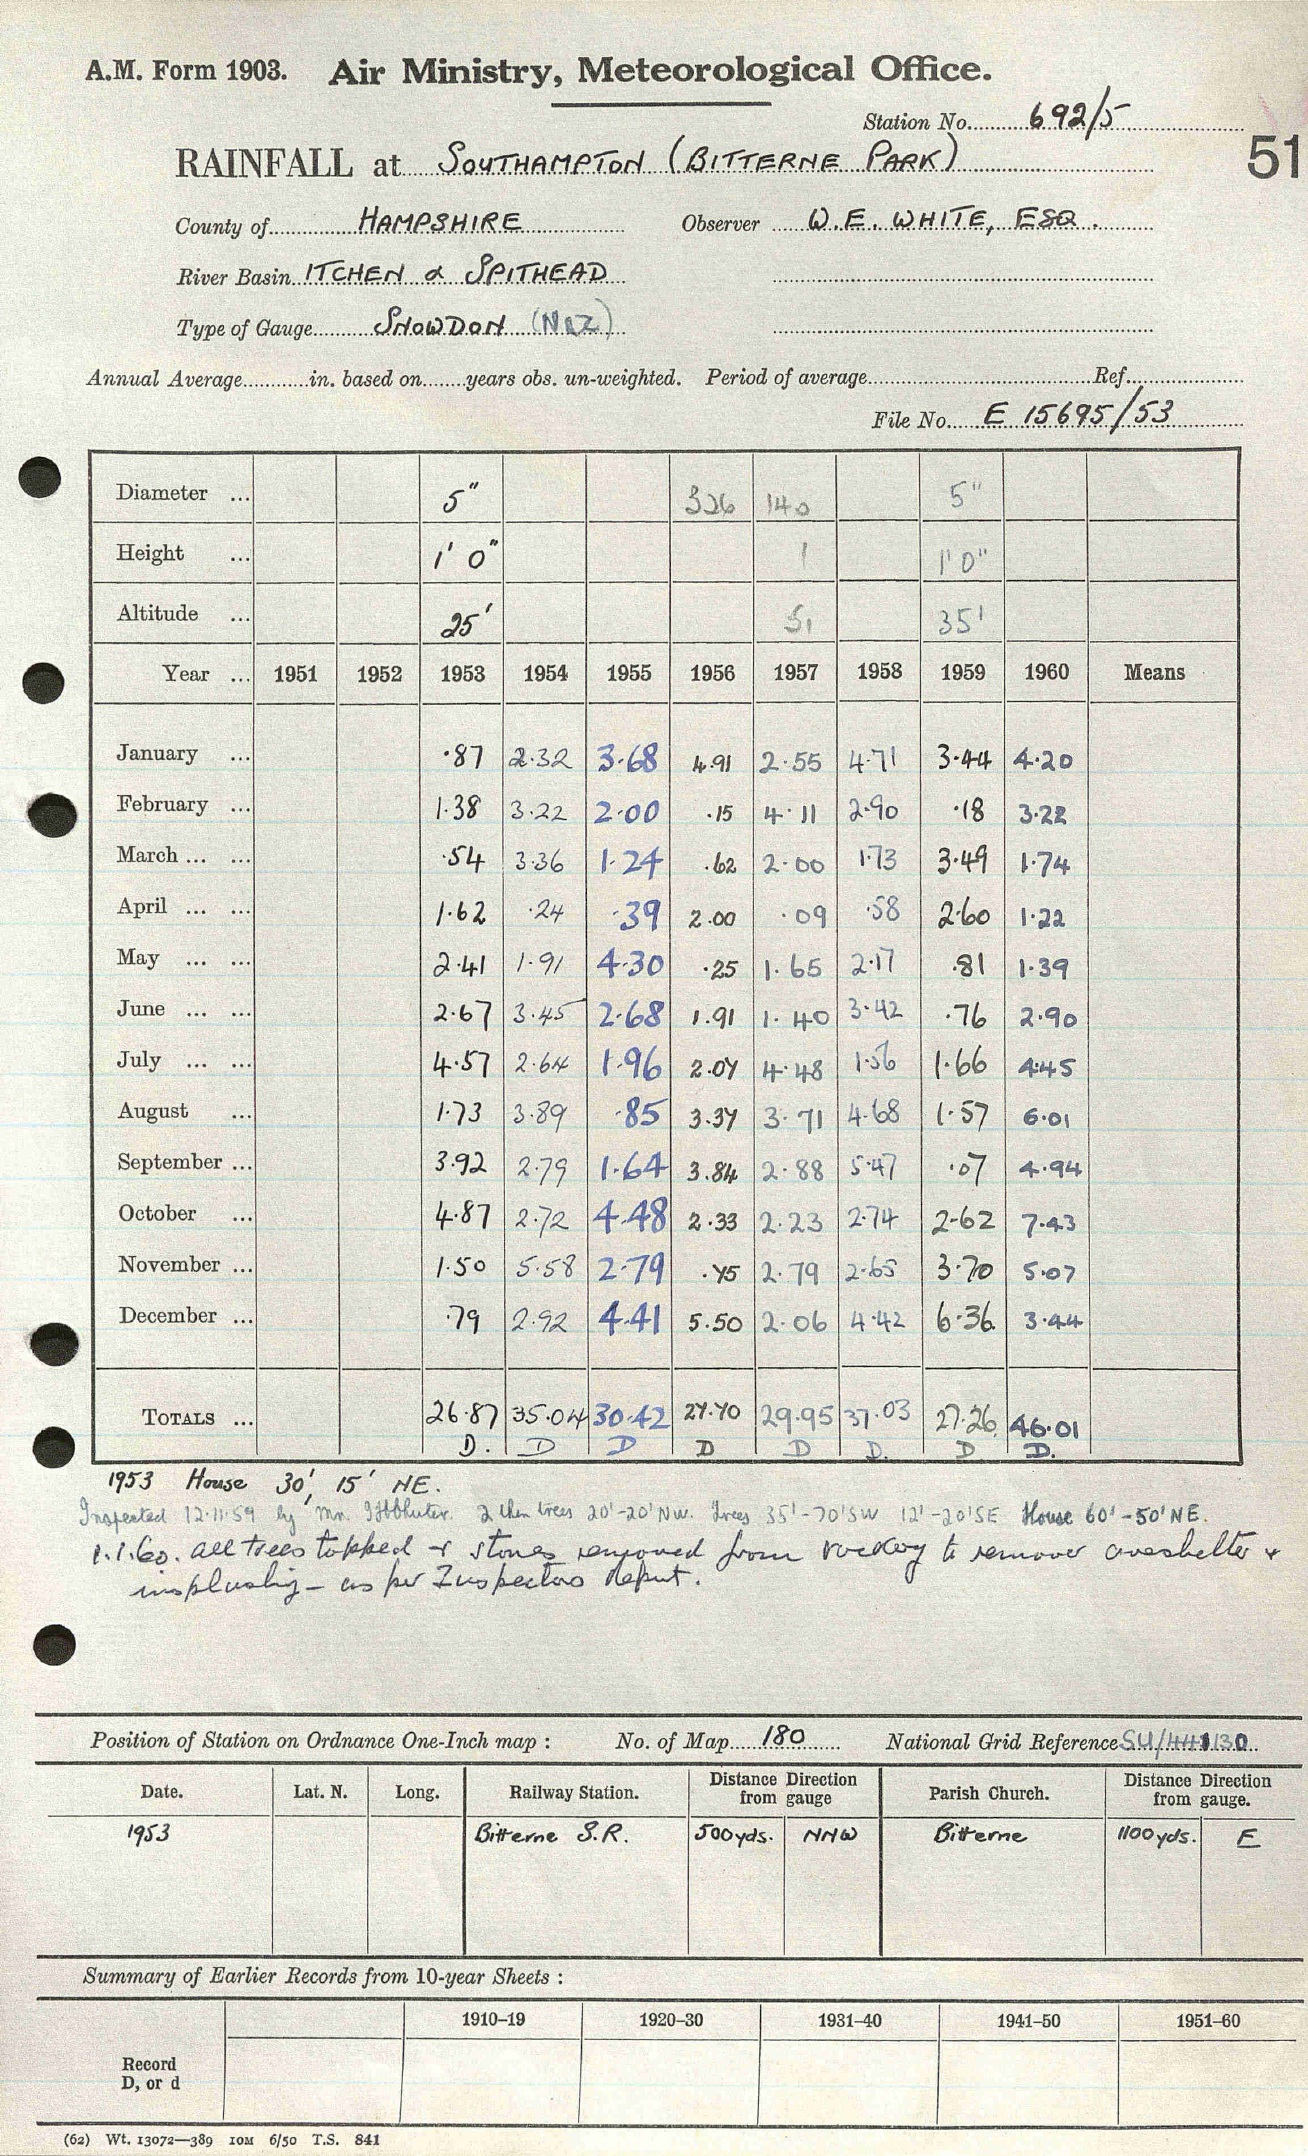 A.M. Form 1903. Air Ministry, Meteorological Office.
Station No. 692/5
51
RAINFALL at SOUTHAMPTON (BITTERNE PARK)
County of HAMPSHIRE Observer W.E. WHITE, ESQ.
River Basin ITCHEN & SPITHEAD
Type of Gauge SNOWDON
Annual Average in. based on years obs. un-weighted. Period of average Ref.
File No. E 15695/53
Diameter ... 5" 326 140 5"
Height ... 1' 0" 1 1' 0"
Altitude ... 25' 51 35'
Year ... 1951 1952 1953 1954 1955 1956 1957 1958 1959 1960 Means
January ... ·87 2·32 3·68 4.91 2·55 4·71 3·44 4·20
February ... 1·38 3·22 2·00 ·15 4·11 2·90 ·18 3·22
March ... ... ·54 3·36 1·24 ·62 2·00 1·73 3·49 1·74
April ... ... 1·62 ·24 ·39 2·00 ·09 ·58 2·60 1·22
May ... ... 2·41 1·91 4·30 ·25 1·65 2·17 ·81 1·39
June ... ... 2·67 3·45 2·68 1·91 1·40 3·42 ·76 2·90
July ... ... 4·57 2·64 1·96 2·07 4·48 1·56 1·66 4·45
August ... 1·73 3·89 ·85 3·37 3·71 4·68 1·57 6·01
September ... 3.92 2·79 1·64 3.84 2·88 5·47 ·07 4·94
October ... 4·87 2·72 4·48 2·33 2·23 2·74 2·62 7·43
November ... 1·50 5·58 2·79 ·75 2·79 2·65 3·70 5·07
December ... ·79 2·92 4·41 5·50 2·06 4·42 6·36 3·44
TOTALS ... 26·87 35·04 30·42 27·70 29·95 37·03 27·26 46·01
D. D D D D D. D D.
1953 House 30', 15' NE.
Inspected 12·11·59 by Mr. 2 thin trees 20'-20' NW. Trees 35'-70' SW 12'-20' SE House 60'-50' NE.
1.1.60. all trees topped & stones removed from rockery to remove overshelter &
insplashing - as per Inspectors report.
Position of Station on Ordnance One-Inch map : No. of Map 180 National Grid Reference SU/441130
Date. Lat. N. Long. Railway Station. Distance from gauge Direction Parish Church. Distance from gauge. Direction
1953 Bitterne S.R. 500yds. NNW Bitterne 1100yds. E
Summary of Earlier Records from 10-year Sheets :
1910–19 1920–30 1931–40 1941–50 1951–60
Record
D, or d
(62) Wt. 13072—389 10M 6/50 T.S. 841